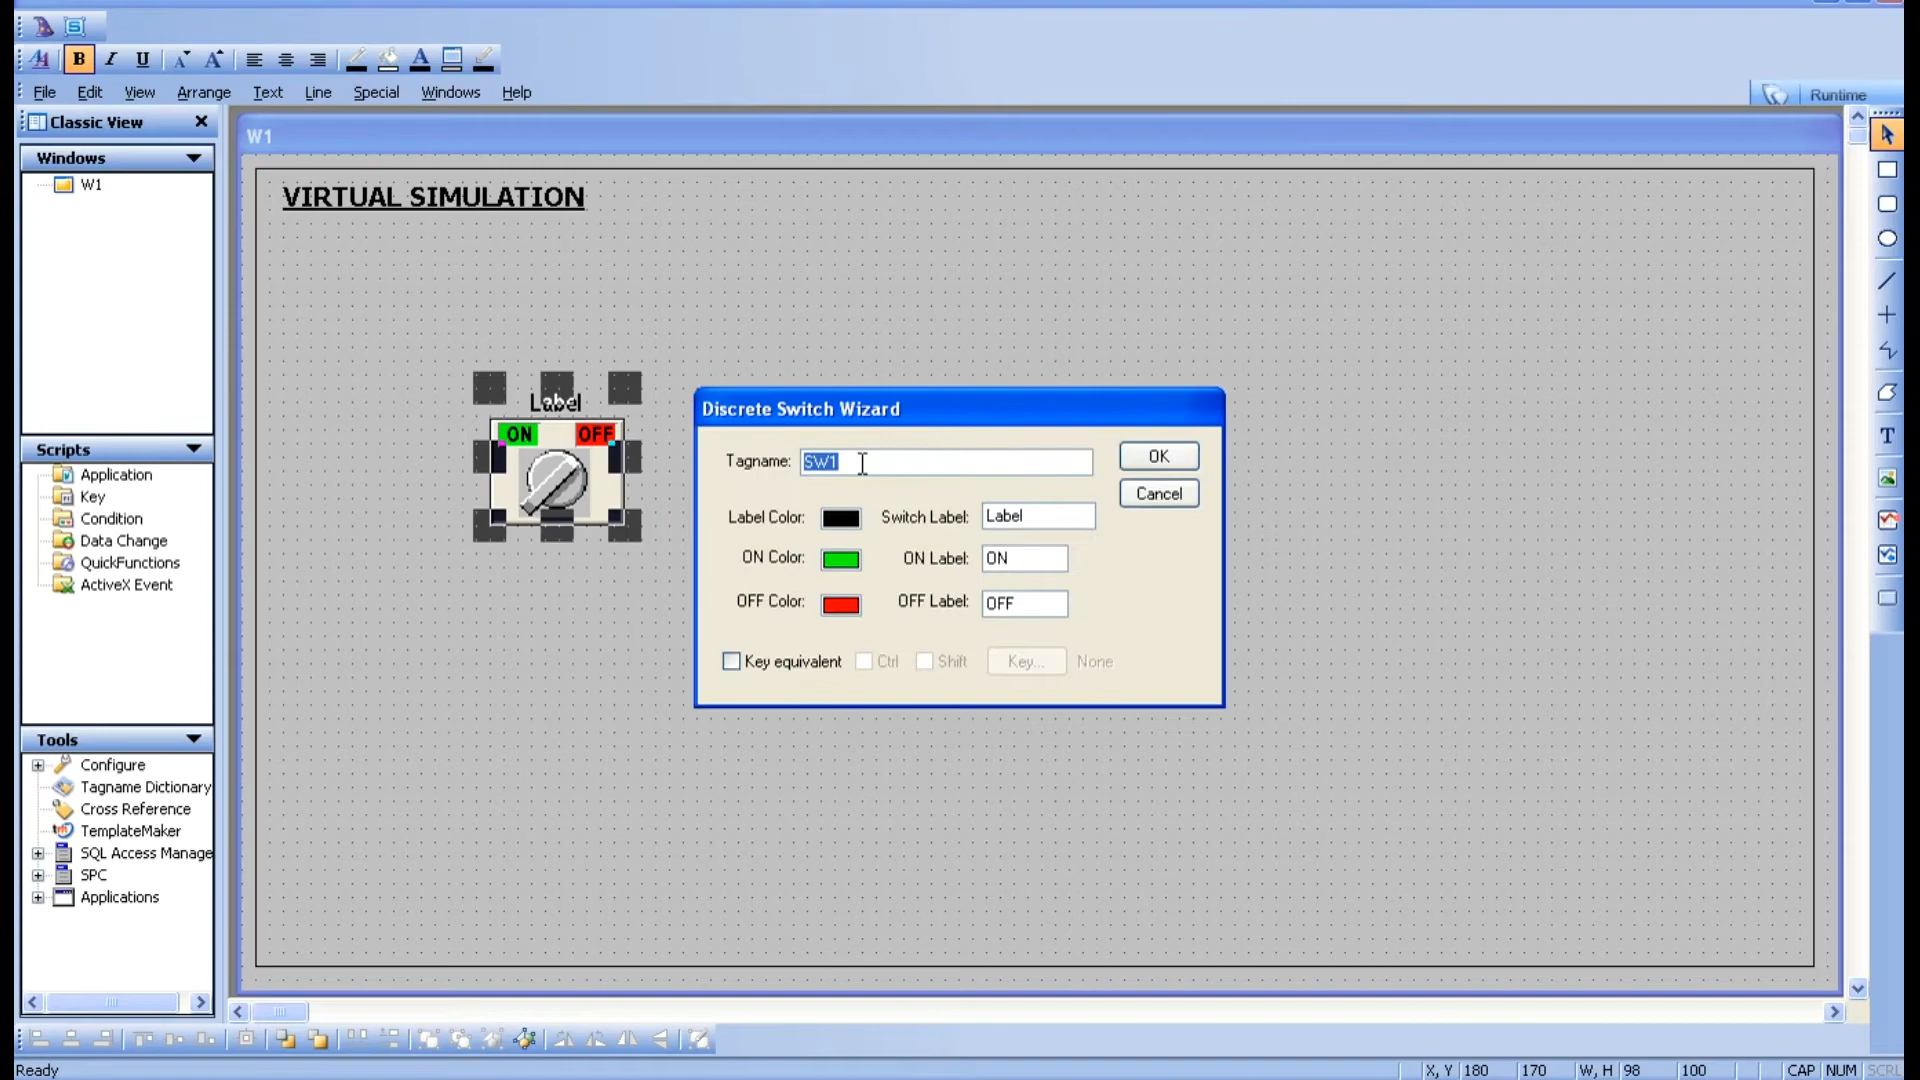 B I U A A A
File Edit View Arrange Text Line Special Windows Help
Runtime
Classic View
Windows
W1
Scripts
Application
Key
Condition
Data Change
QuickFunctions
ActiveX Event
Tools
Configure
Tagname Dictionary
Cross Reference
TemplateMaker
SQL Access Manage
SPC
Applications
W1
VIRTUAL SIMULATION
Label
ON OFF
Discrete Switch Wizard
Tagname: SW1
OK
Cancel
Label Color: Switch Label: Label
ON Color: ON Label: ON
OFF Color: OFF Label: OFF
Key equivalent Ctrl Shift Key... None
T
Ready
X, Y 180 170 W, H 98 100 CAP NUM SCRL